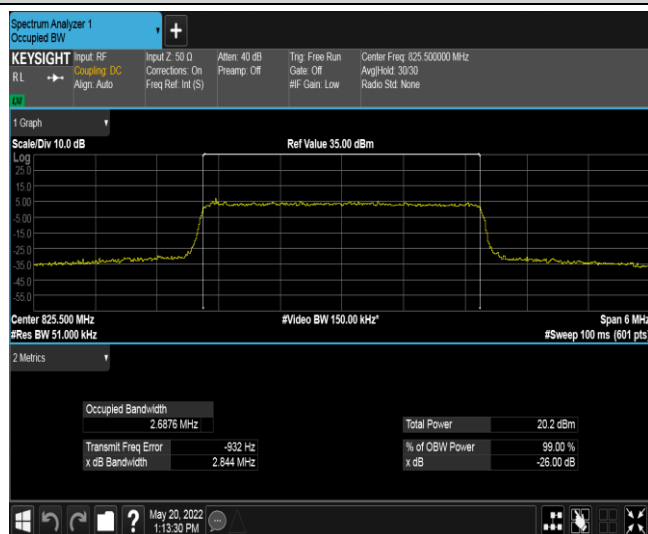 Spectrum Analyzer 1
Occupied BW
+
KEYSIGHT Input: RF Input Z: 50 Ω Atten: 40 dB Trig: Free Run Center Freq: 825.500000 MHz
RL Coupling: DC Corrections: On Preamp: Off Gate: Off Avg|Hold: 30/30
Align: Auto Freq Ref: Int (S) #IF Gain: Low Radio Std: None
LXI
1 Graph
Scale/Div 10.0 dB Ref Value 35.00 dBm
Log
25.0
15.0
5.00
-5.00
-15.0
-25.0
-35.0
-45.0
-55.0
Center 825.500 MHz #Video BW 150.00 kHz* Span 6 MHz
#Res BW 51.000 kHz #Sweep 100 ms (601 pts)
2 Metrics
Occupied Bandwidth
2.6876 MHz Total Power 20.2 dBm
Transmit Freq Error -932 Hz % of OBW Power 99.00 %
x dB Bandwidth 2.844 MHz x dB -26.00 dB
? May 20, 2022
1:13:30 PM